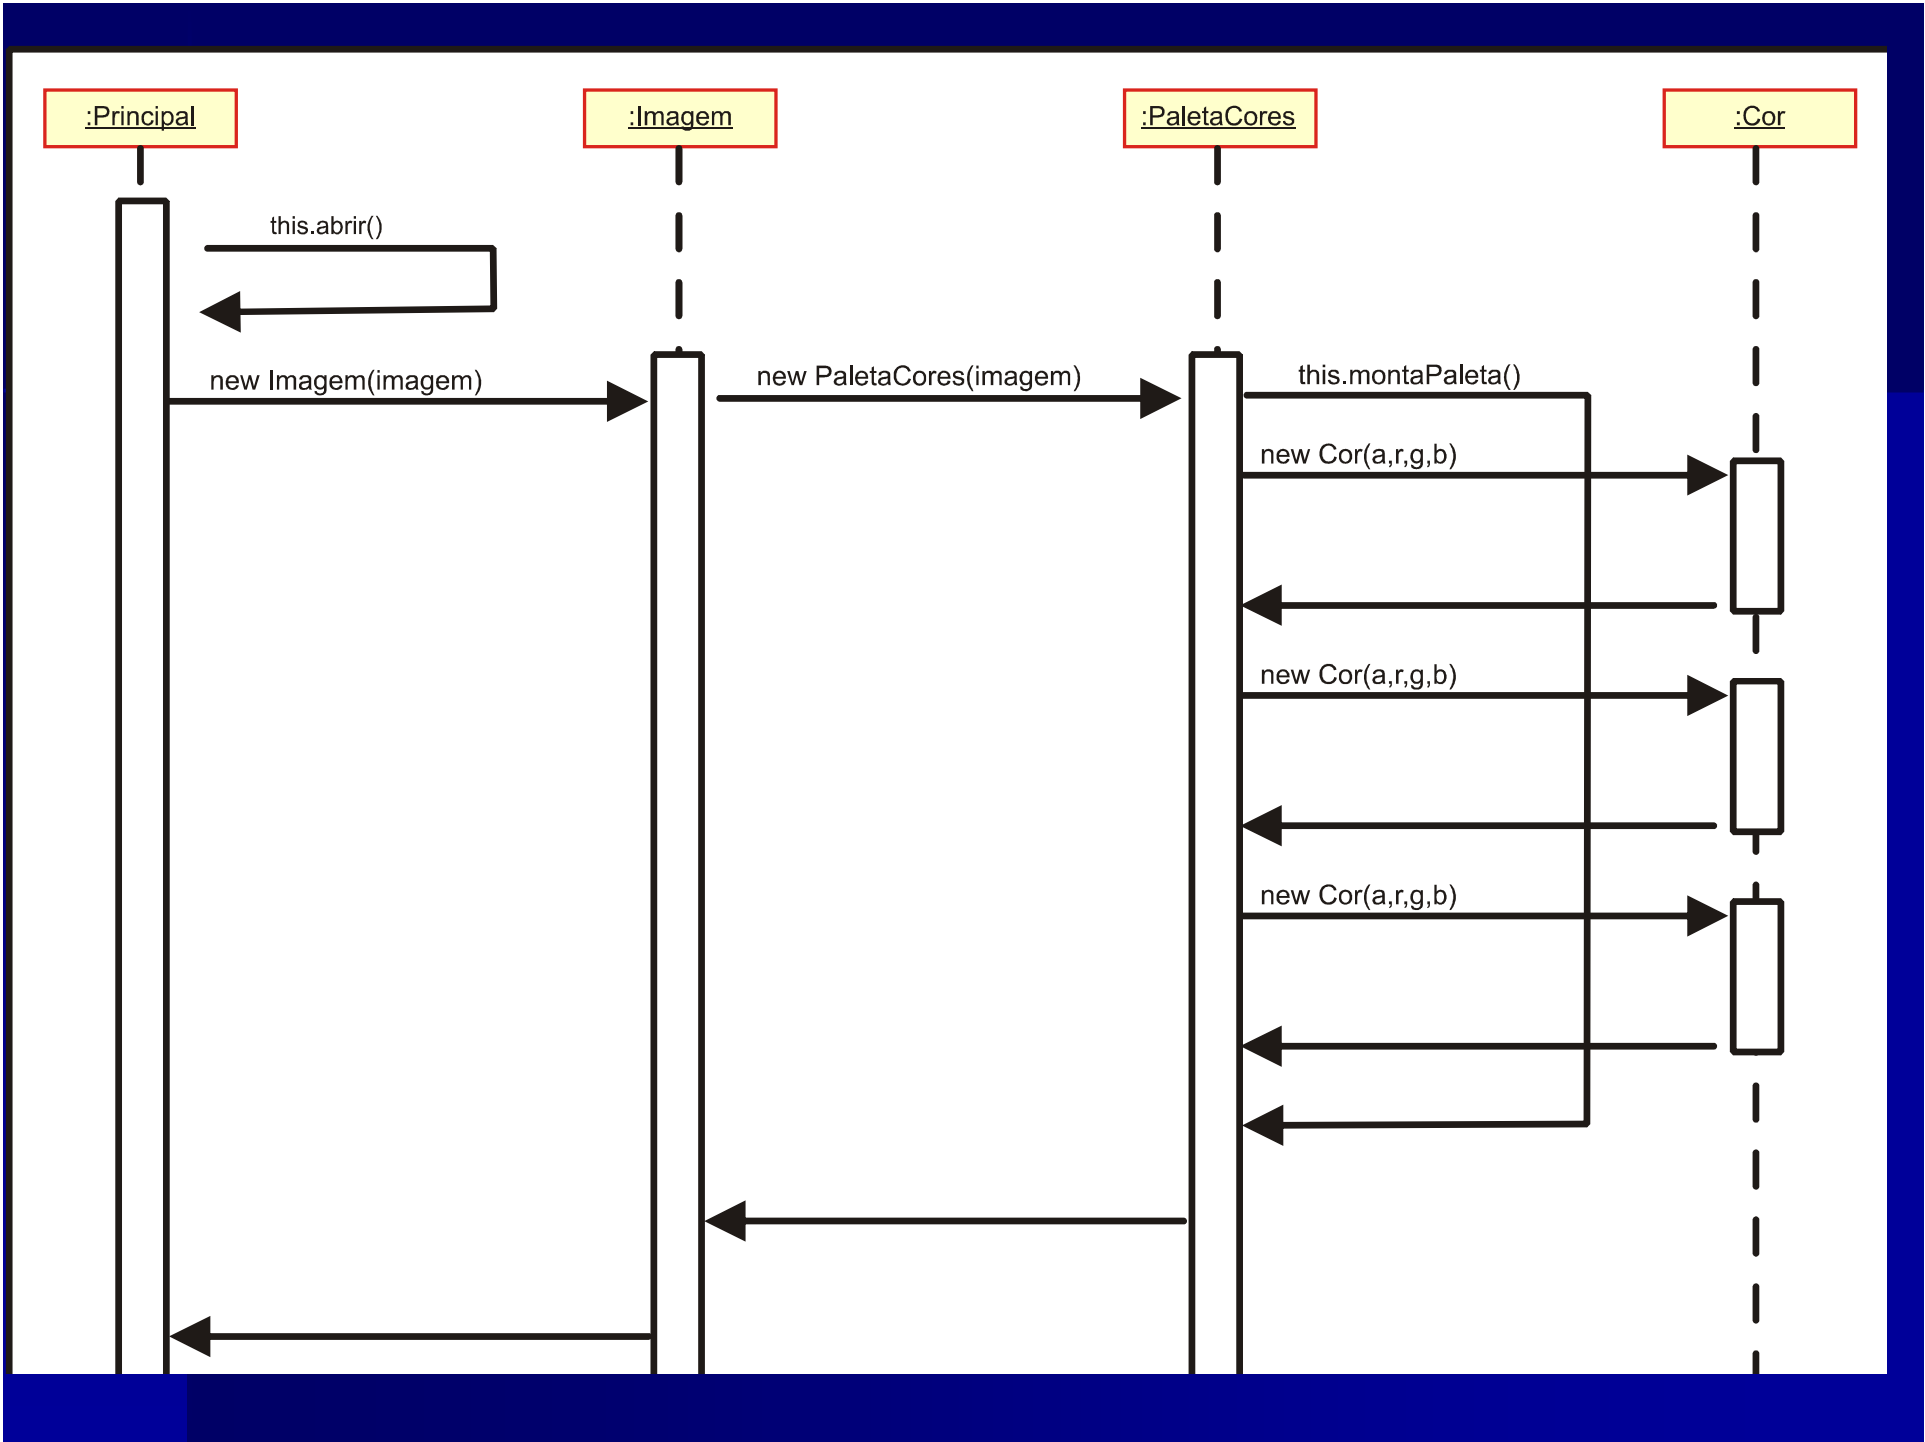 :Principal
:Imagem
:PaletaCores
:Cor
this.abrir()
new Imagem(imagem)
new PaletaCores(imagem)
this.montaPaleta()
new Cor(a,r,g,b)
new Cor(a,r,g,b)
new Cor(a,r,g,b)